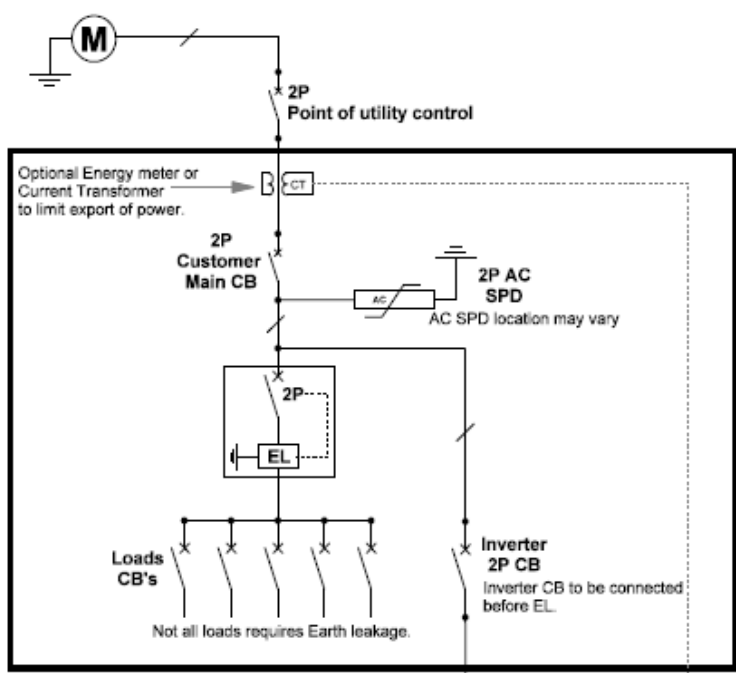 M
2P
Point of utility control
Optional Energy meter or
Current Transformer
to limit export of power.
CT
2P
Customer
Main CB
AC
2P AC
SPD
AC SPD location may vary
2P
EL
Loads
CB's
Inverter
2P CB
Inverter CB to be connected
before EL.
Not all loads requires Earth leakage.